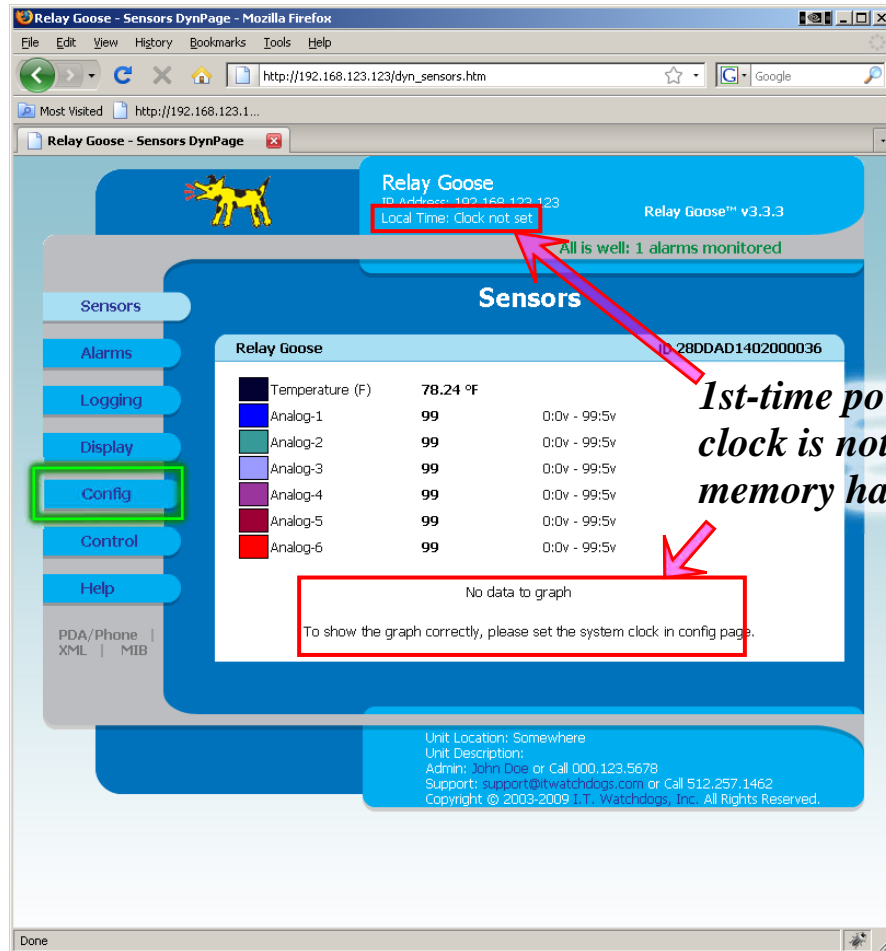 Relay Goose - Sensors DynPage - Mozilla Firefox
File Edit View History Bookmarks Tools Help
http://192.168.123.123/dyn_sensors.htm
G Google
Most Visited http://192.168.123.1...
Relay Goose - Sensors DynPage
Relay Goose
IP Address: 192.168.123.123
Local Time: Clock not set
Relay Goose™ v3.3.3
All is well: 1 alarms monitored
Sensors
Sensors
Alarms
Logging
Display
Config
Control
Help
PDA/Phone |
XML | MIB
Relay Goose ID 28DDAD1402000036
Temperature (F) 78.24 ºF
Analog-1 99 0:0v - 99:5v
Analog-2 99 0:0v - 99:5v
Analog-3 99 0:0v - 99:5v
Analog-4 99 0:0v - 99:5v
Analog-5 99 0:0v - 99:5v
Analog-6 99 0:0v - 99:5v
1st-time po
clock is not
memory ha
No data to graph
To show the graph correctly, please set the system clock in config page.
Unit Location: Somewhere
Unit Description:
Admin: John Doe or Call 000.123.5678
Support: support@itwatchdogs.com or Call 512.257.1462
Copyright © 2003-2009 I.T. Watchdogs, Inc. All Rights Reserved.
Done